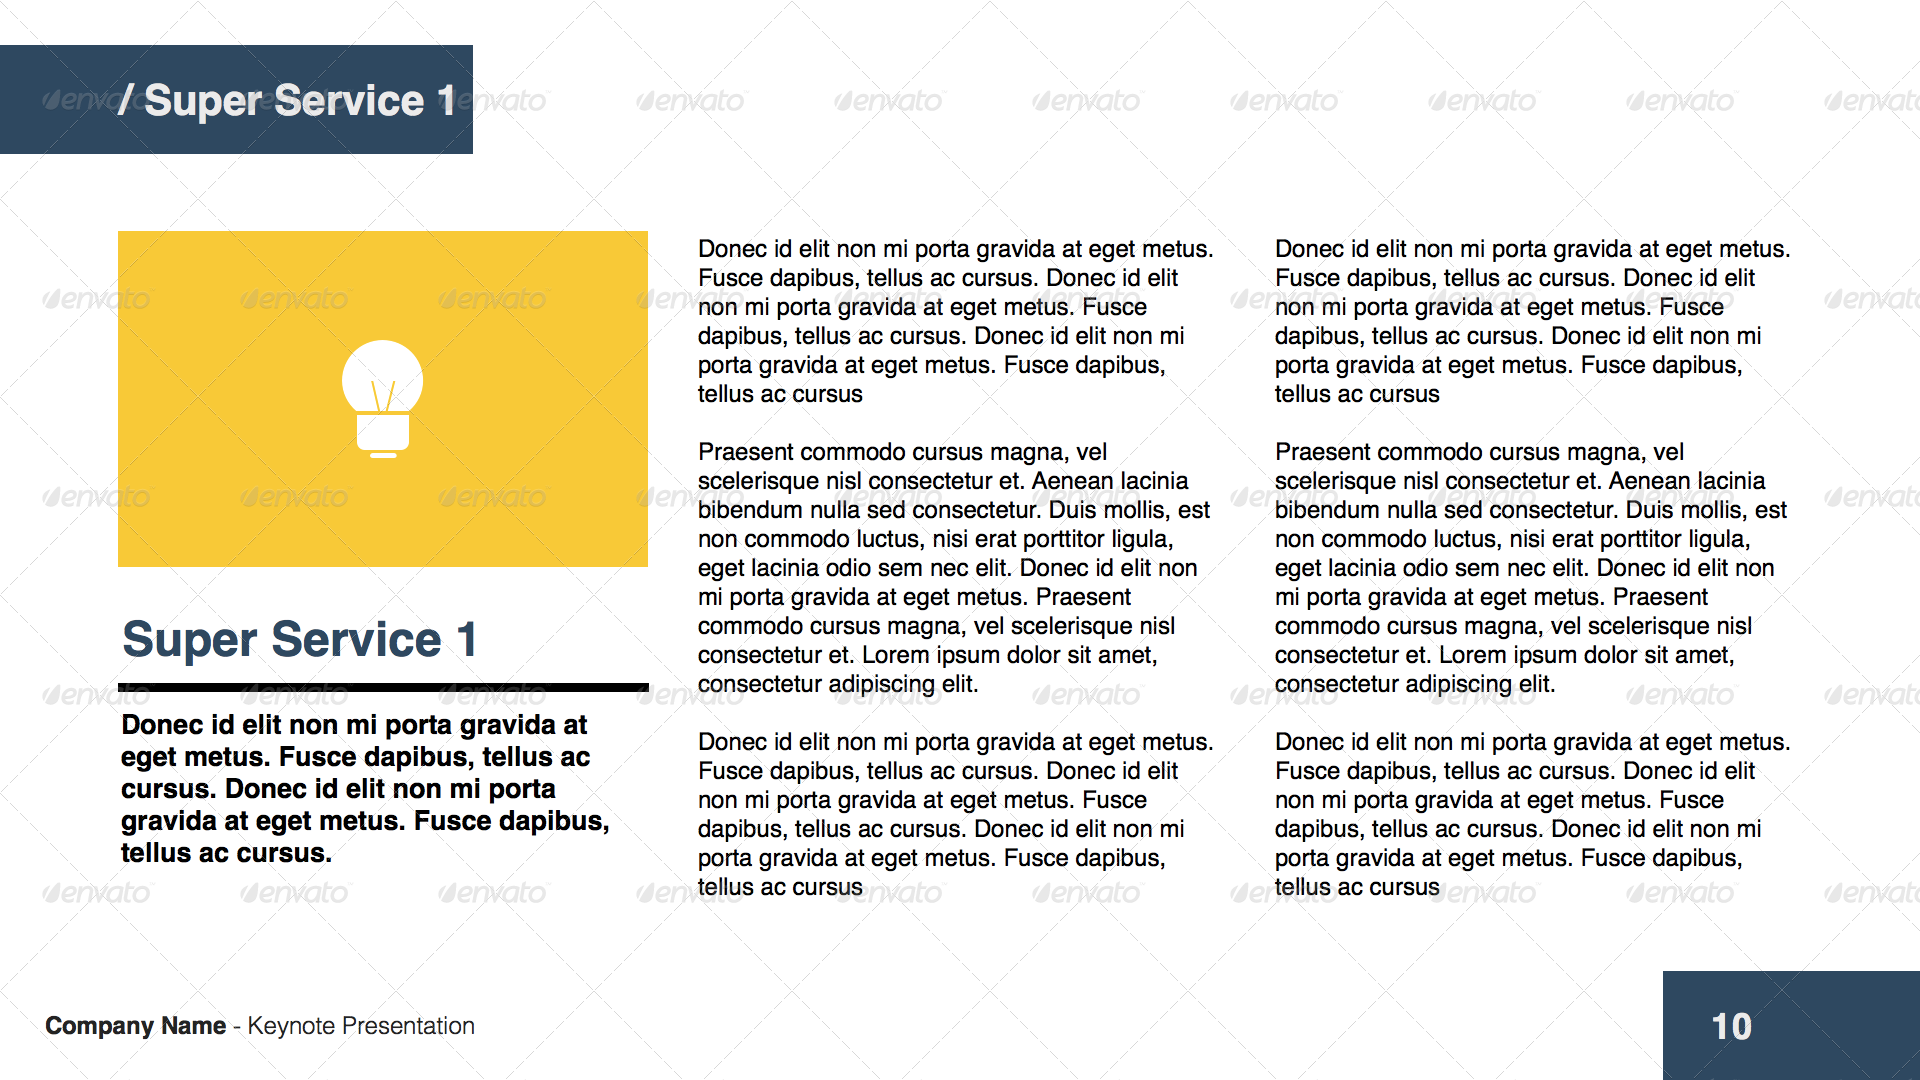 / Super Service 1
Super Service 1
Donec id elit non mi porta gravida at
eget metus. Fusce dapibus, tellus ac
cursus. Donec id elit non mi porta
gravida at eget metus. Fusce dapibus,
tellus ac cursus.
Donec id elit non mi porta gravida at eget metus.
Fusce dapibus, tellus ac cursus. Donec id elit
non mi porta gravida at eget metus. Fusce
dapibus, tellus ac cursus. Donec id elit non mi
porta gravida at eget metus. Fusce dapibus,
tellus ac cursus
Praesent commodo cursus magna, vel
scelerisque nisl consectetur et. Aenean lacinia
bibendum nulla sed consectetur. Duis mollis, est
non commodo luctus, nisi erat porttitor ligula,
eget lacinia odio sem nec elit. Donec id elit non
mi porta gravida at eget metus. Praesent
commodo cursus magna, vel scelerisque nisl
consectetur et. Lorem ipsum dolor sit amet,
consectetur adipiscing elit.
Donec id elit non mi porta gravida at eget metus.
Fusce dapibus, tellus ac cursus. Donec id elit
non mi porta gravida at eget metus. Fusce
dapibus, tellus ac cursus. Donec id elit non mi
porta gravida at eget metus. Fusce dapibus,
tellus ac cursus
Donec id elit non mi porta gravida at eget metus.
Fusce dapibus, tellus ac cursus. Donec id elit
non mi porta gravida at eget metus. Fusce
dapibus, tellus ac cursus. Donec id elit non mi
porta gravida at eget metus. Fusce dapibus,
tellus ac cursus
Praesent commodo cursus magna, vel
scelerisque nisl consectetur et. Aenean lacinia
bibendum nulla sed consectetur. Duis mollis, est
non commodo luctus, nisi erat porttitor ligula,
eget lacinia odio sem nec elit. Donec id elit non
mi porta gravida at eget metus. Praesent
commodo cursus magna, vel scelerisque nisl
consectetur et. Lorem ipsum dolor sit amet,
consectetur adipiscing elit.
Donec id elit non mi porta gravida at eget metus.
Fusce dapibus, tellus ac cursus. Donec id elit
non mi porta gravida at eget metus. Fusce
dapibus, tellus ac cursus. Donec id elit non mi
porta gravida at eget metus. Fusce dapibus,
tellus ac cursus
Company Name - Keynote Presentation
10
envato